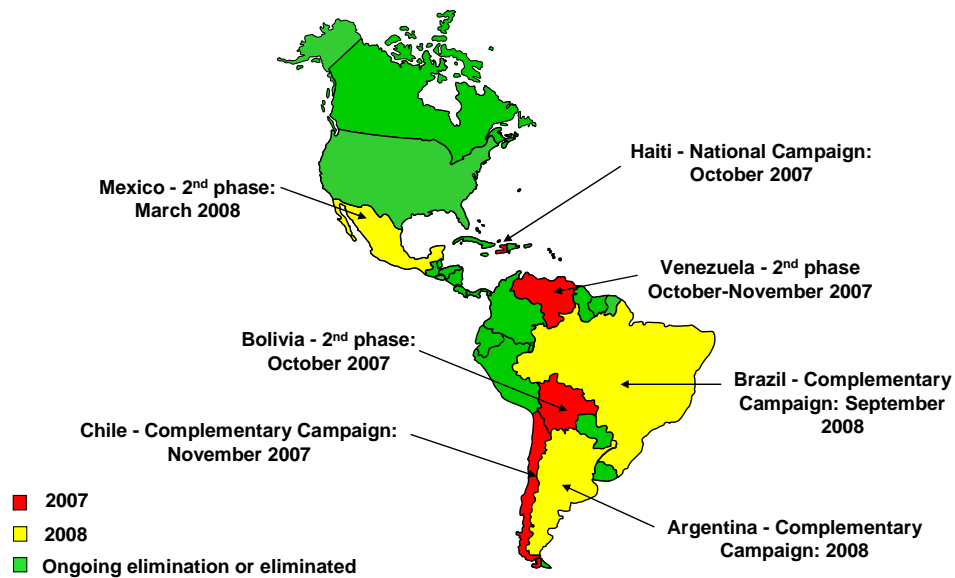 Haiti - National Campaign:
October 2007
Mexico - 2nd phase:
March 2008
Venezuela - 2nd phase
October-November 2007
Bolivia - 2nd phase:
October 2007
Brazil - Complementary
Campaign: September
2008
Chile - Complementary Campaign:
November 2007
Argentina - Complementary
Campaign: 2008
2007
2008
Ongoing elimination or eliminated